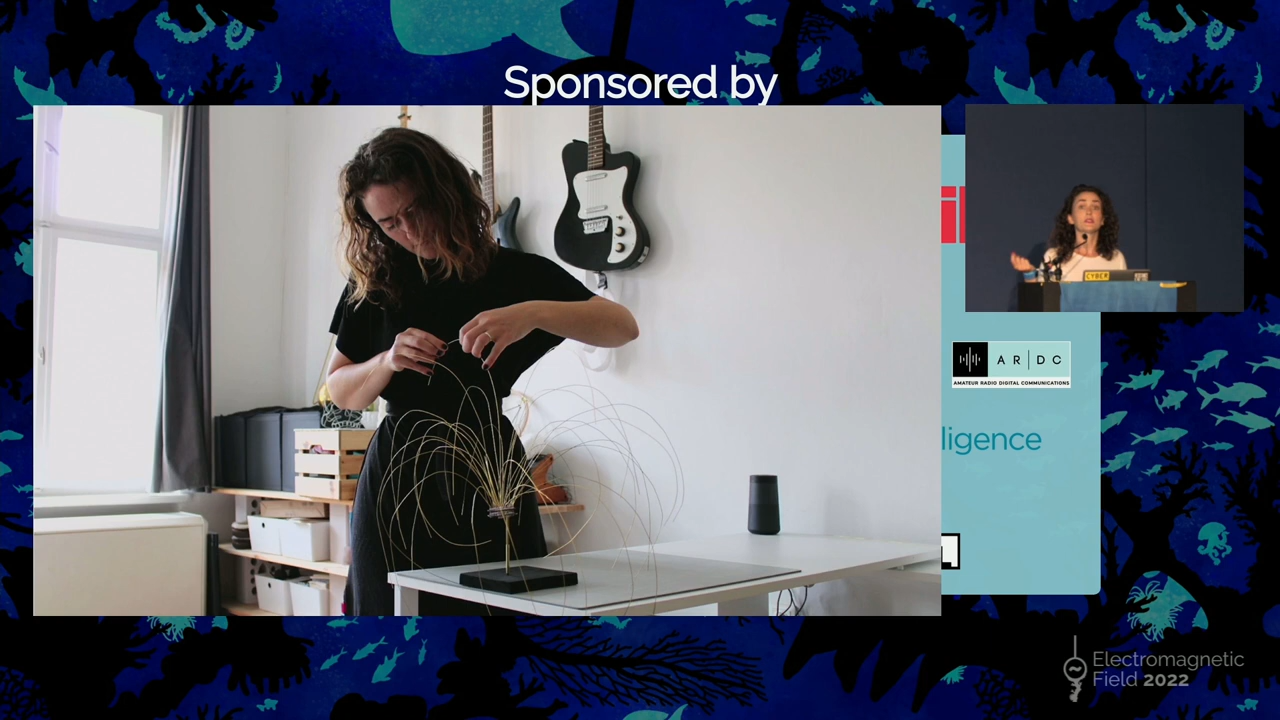 Sponsored by
CYBER
A R D C
AMATEUR RADIO DIGITAL COMMUNICATIONS
ligence
Electromagnetic
Field 2022